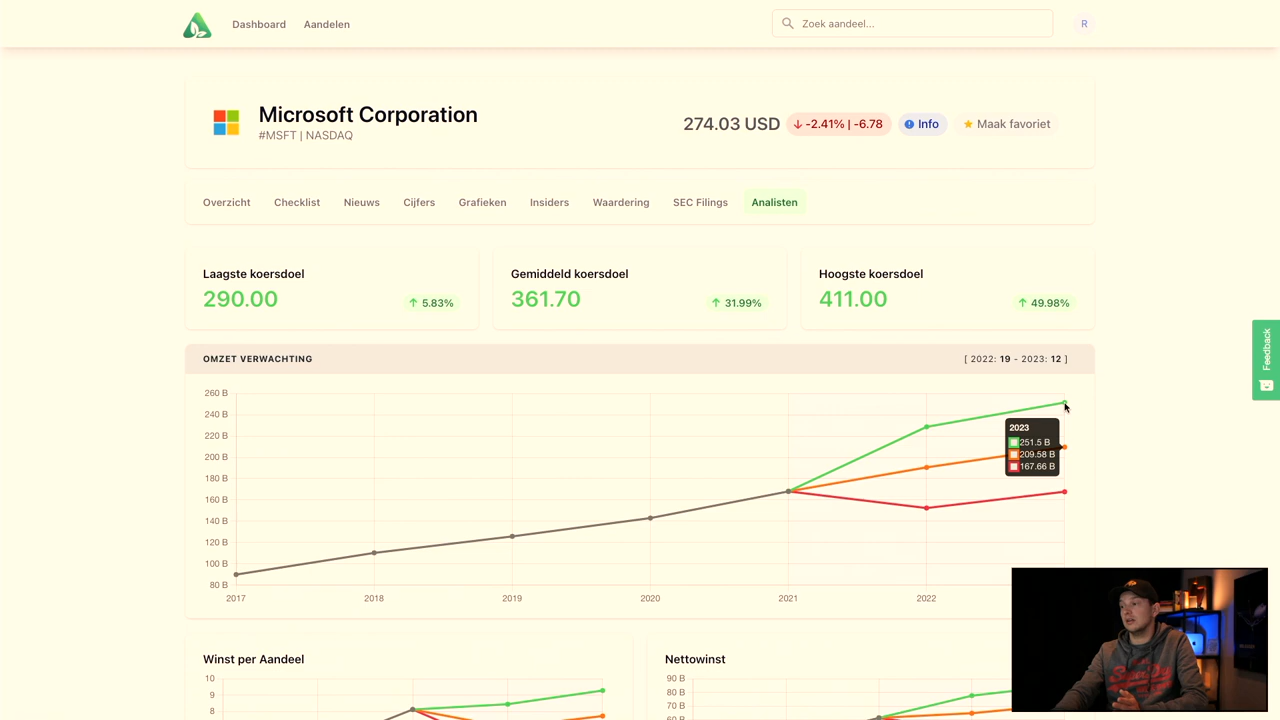 Dashboard Aandelen Zoek aandeel... R
Microsoft Corporation
#MSFT | NASDAQ
274.03 USD -2.41% | -6.78 Info Maak favoriet
Overzicht Checklist Nieuws Cijfers Grafieken Insiders Waardering SEC Filings Analisten
Laagste koersdoel
290.00 5.83%
Gemiddeld koersdoel
361.70 31.99%
Hoogste koersdoel
411.00 49.98%
Feedback
OMZET VERWACHTING [ 2022: 19 - 2023: 12 ]
260 B
240 B
220 B
200 B
180 B
160 B
140 B
120 B
100 B
80 B
2017 2018 2019 2020 2021 2022
2023
251.5 B
209.58 B
167.66 B
Winst per Aandeel
10
9
8
Nettowinst
90 B
80 B
70 B
60 B